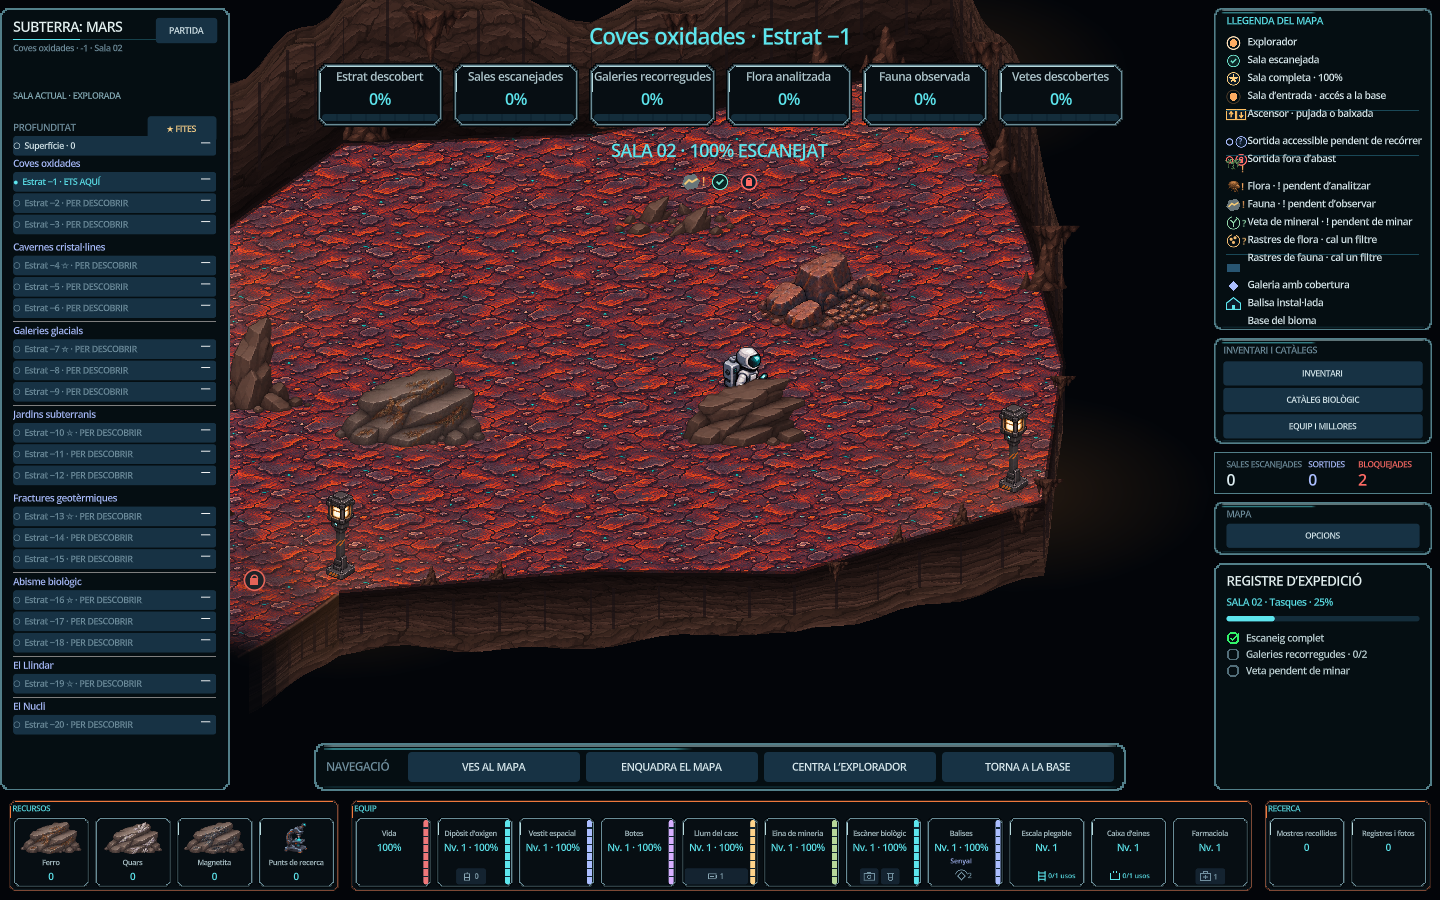 SUBTERRA: MARS
PARTIDA
Coves oxidades · -1 · Sala 02
SALA ACTUAL · EXPLORADA
PROFUNDITAT
★ FITES
Superfície · 0 —
Coves oxidades
Estrat −1 · ETS AQUÍ —
Estrat −2 · PER DESCOBRIR —
Estrat −3 · PER DESCOBRIR —
Cavernes cristal·lines
Estrat −4 ☆ · PER DESCOBRIR —
Estrat −5 · PER DESCOBRIR —
Estrat −6 · PER DESCOBRIR —
Galeries glacials
Estrat −7 ☆ · PER DESCOBRIR —
Estrat −8 · PER DESCOBRIR —
Estrat −9 · PER DESCOBRIR —
Jardins subterranis
Estrat −10 ☆ · PER DESCOBRIR —
Estrat −11 · PER DESCOBRIR —
Estrat −12 · PER DESCOBRIR —
Fractures geotèrmiques
Estrat −13 ☆ · PER DESCOBRIR —
Estrat −14 · PER DESCOBRIR —
Estrat −15 · PER DESCOBRIR —
Abisme biològic
Estrat −16 ☆ · PER DESCOBRIR —
Estrat −17 · PER DESCOBRIR —
Estrat −18 · PER DESCOBRIR —
El Llindar
Estrat −19 ☆ · PER DESCOBRIR —
El Nucli
Estrat −20 · PER DESCOBRIR —
Coves oxidades · Estrat −1
Estrat descobert
0%
Sales escanejades
0%
Galeries recorregudes
0%
Flora analitzada
0%
Fauna observada
0%
Vetes descobertes
0%
SALA 02 · 100% ESCANEJAT
!
NAVEGACIÓ
VES AL MAPA
ENQUADRA EL MAPA
CENTRA L'EXPLORADOR
TORNA A LA BASE
LLEGENDA DEL MAPA
Explorador
Sala escanejada
Sala completa · 100%
Sala d'entrada · accés a la base
Ascensor · pujada o baixada
Sortida accessible pendent de recórrer
Sortida fora d'abast
Flora · ! pendent d'analitzar
Fauna · ! pendent d'observar
Veta de mineral · ! pendent de minar
Rastres de flora · cal un filtre
Rastres de fauna · cal un filtre
Galeria amb cobertura
Balisa instal·lada
Base del bioma
INVENTARI I CATÀLEGS
INVENTARI
CATÀLEG BIOLÒGIC
EQUIP I MILLORES
SALES ESCANEJADES
0
SORTIDES
0
BLOQUEJADES
2
MAPA
OPCIONS
REGISTRE D'EXPEDICIÓ
SALA 02 · Tasques · 25%
Escaneig complet
Galeries recorregudes · 0/2
Veta pendent de minar
RECURSOS
Ferro
0
Quars
0
Magnetita
0
Punts de recerca
0
EQUIP
Vida
100%
Dipòsit d'oxigen
Nv. 1 · 100%
0
Vestit espacial
Nv. 1 · 100%
Botes
Nv. 1 · 100%
Llum del casc
Nv. 1 · 100%
1
Eina de mineria
Nv. 1 · 100%
Escàner biològic
Nv. 1 · 100%
Balises
Nv. 1 · 100%
Senyal
2
Escala plegable
Nv. 1
0/1 usos
Caixa d'eines
Nv. 1
0/1 usos
Farmaciola
Nv. 1
1
RECERCA
Mostres recollides
0
Registres i fotos
0